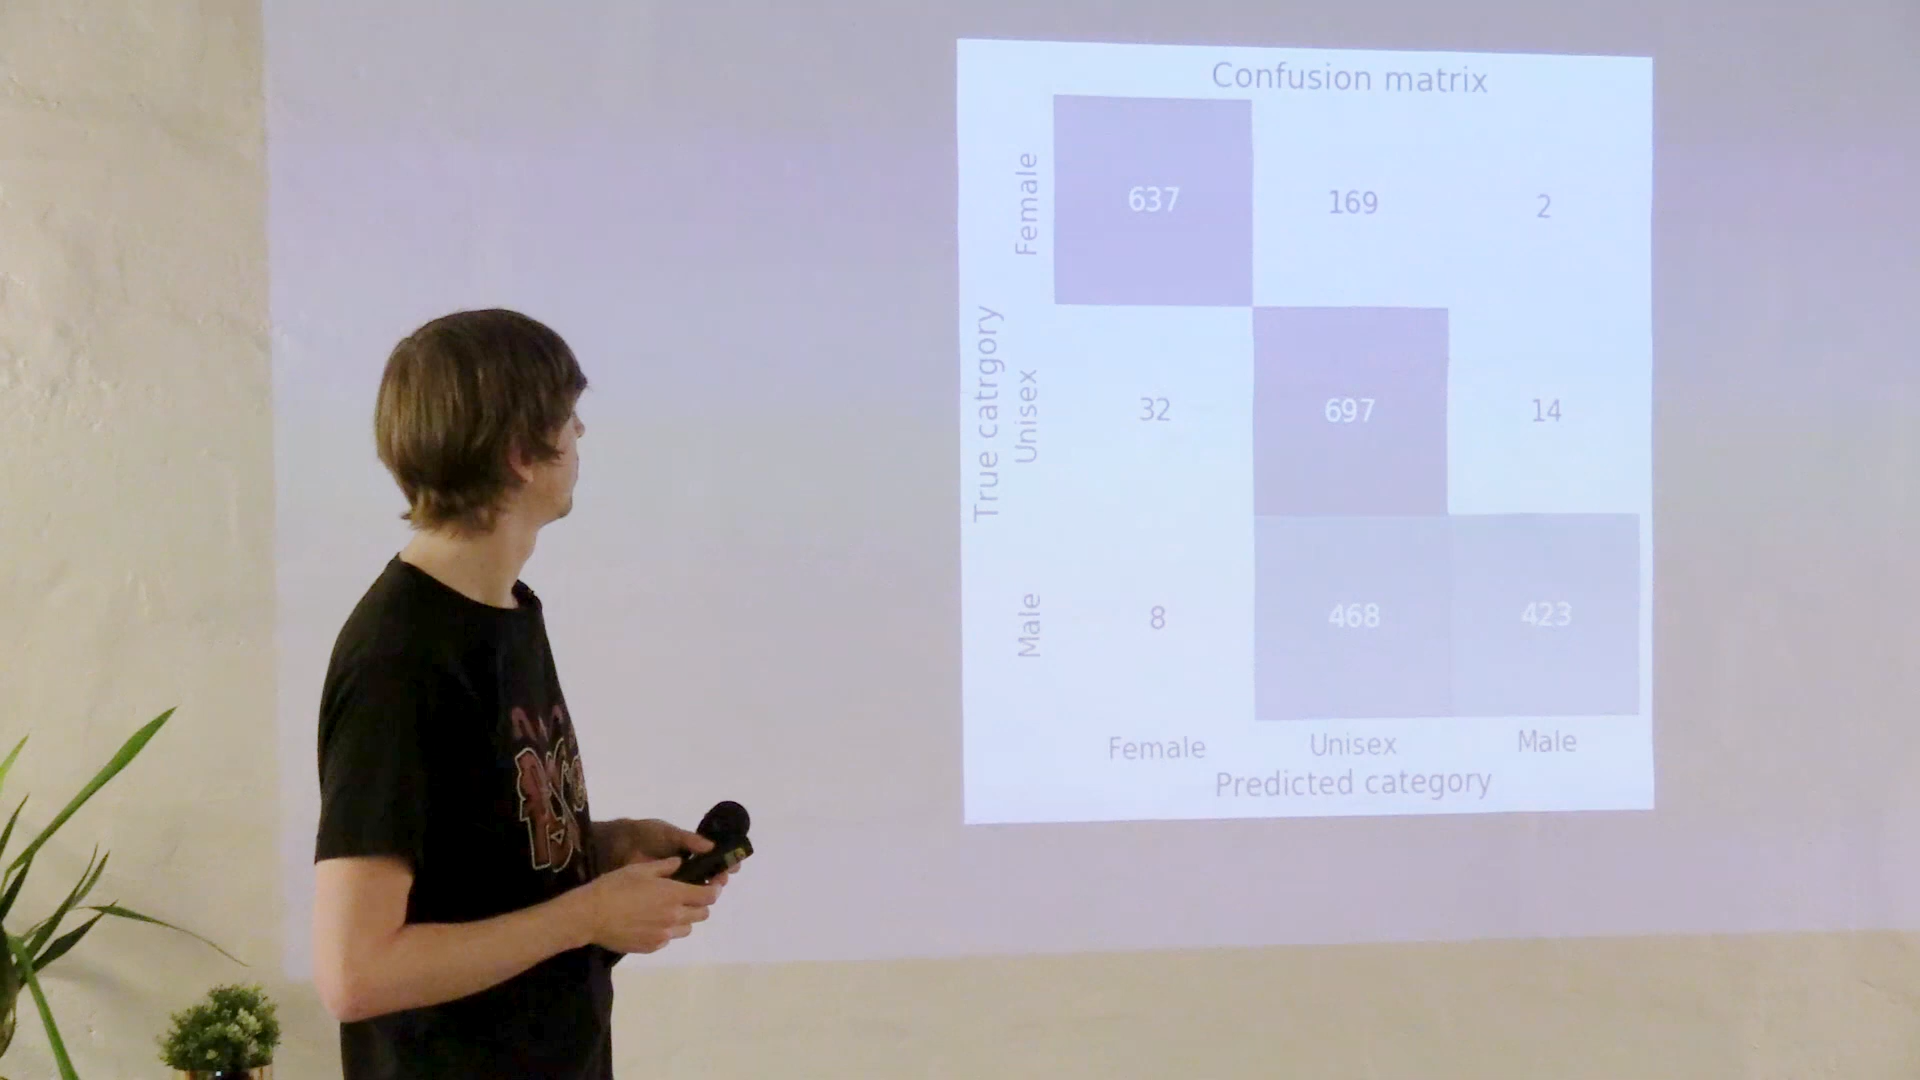 Confusion matrix
True catrgory
Female
637 169 2
Unisex
32 697 14
Male
8 468 423
Female Unisex Male
Predicted category